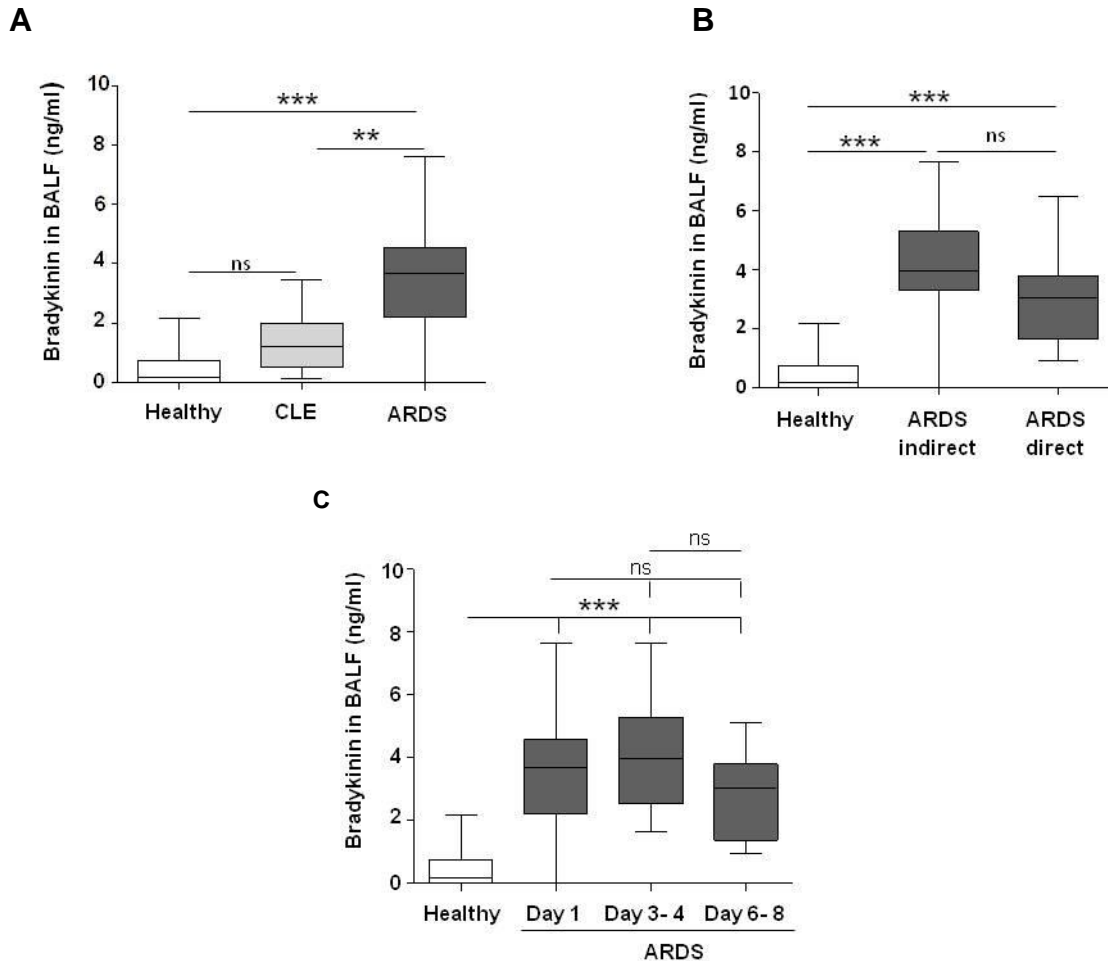 A
Bradykinin in BALF (ng/ml)
10
8
6
4
2
0
***
**
ns
Healthy CLE ARDS
B
Bradykinin in BALF (ng/ml)
10
8
6
4
2
0
***
*** ns
Healthy ARDS ARDS
indirect direct
C
Bradykinin in BALF (ng/ml)
10
8
6
4
2
0
ns
ns
***
Healthy Day 1 Day 3- 4 Day 6- 8
ARDS